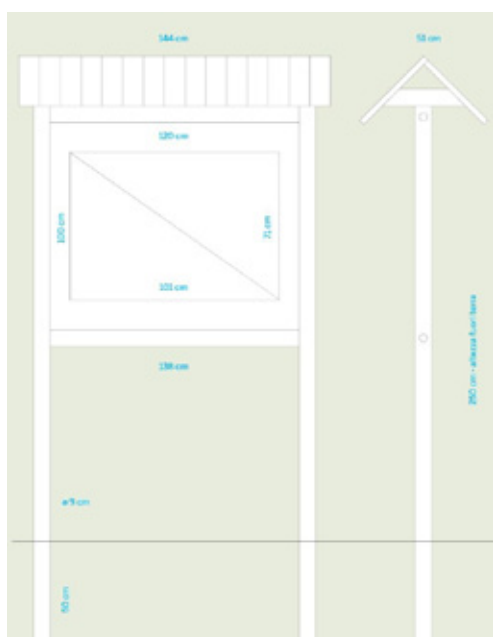 144 cm
51 cm
120 cm
100 cm
71 cm
101 cm
138 cm
250 cm - altezza fuori terra
ø 9 cm
50 cm